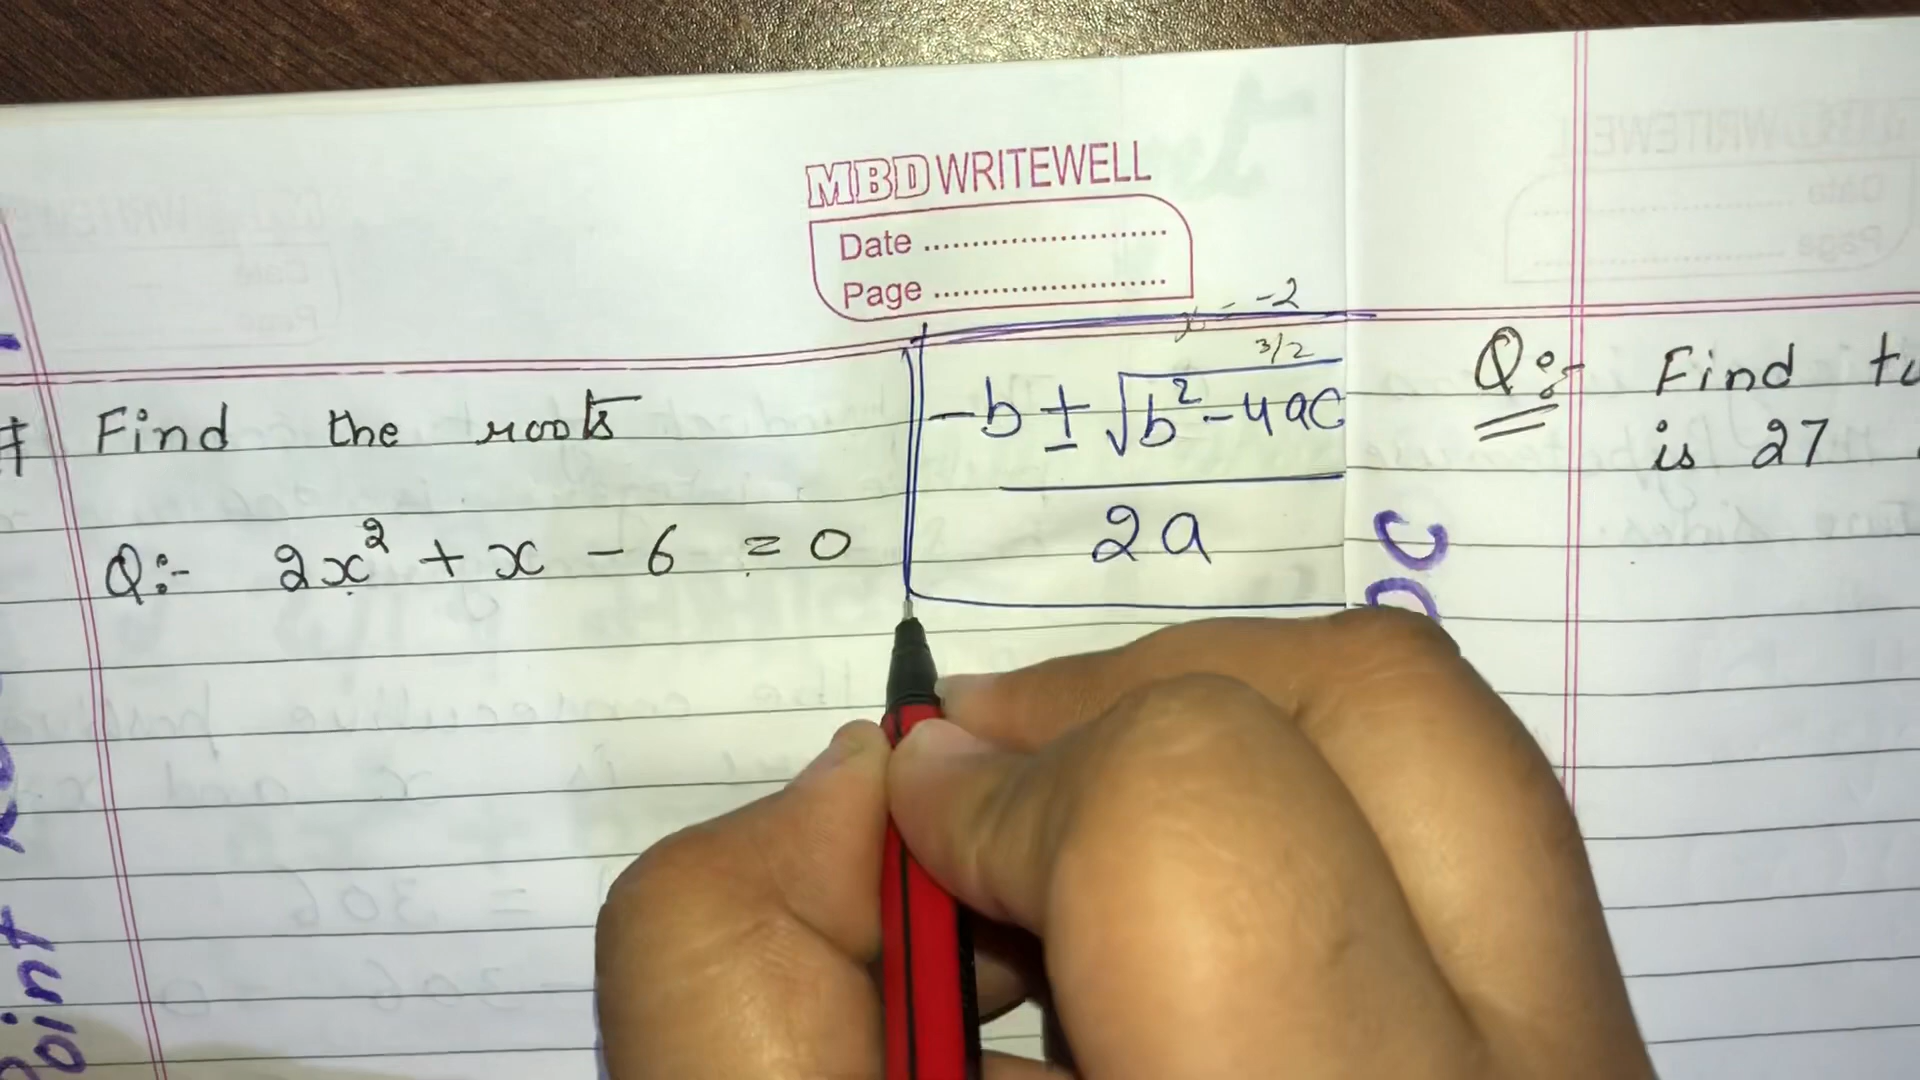 MBD WRITEWELL
Date ............................
Page ............................
x = -2
3/2
# Find the roots
Q:- 2x² + x - 6 = 0
-b ± √b² - 4ac
2a
Q:- Find
is 27
Point